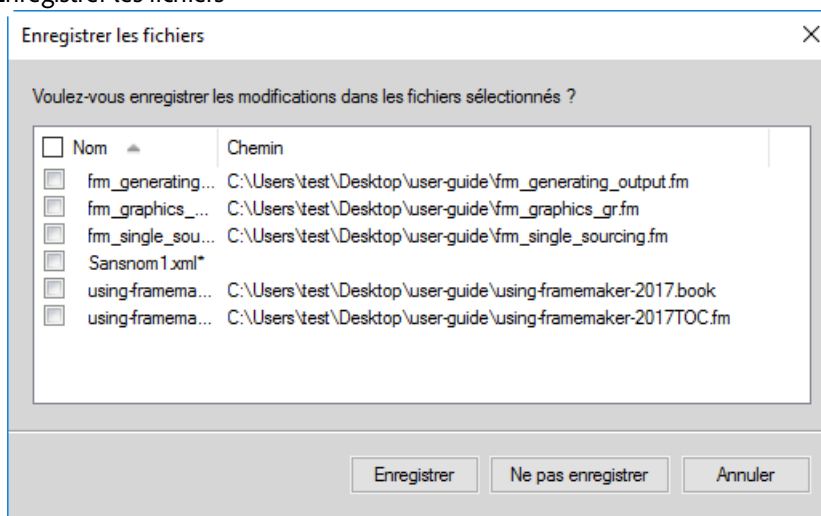 Enregistrer les fichiers
Enregistrer les fichiers
Voulez-vous enregistrer les modifications dans les fichiers sélectionnés ?
Nom Chemin
frm_generating... C:\Users\test\Desktop\user-guide\frm_generating_output.fm
frm_graphics_... C:\Users\test\Desktop\user-guide\frm_graphics_gr.fm
frm_single_sou... C:\Users\test\Desktop\user-guide\frm_single_sourcing.fm
Sansnom1.xml*
using-framema... C:\Users\test\Desktop\user-guide\using-framemaker-2017.book
using-framema... C:\Users\test\Desktop\user-guide\using-framemaker-2017TOC.fm
Enregistrer Ne pas enregistrer Annuler